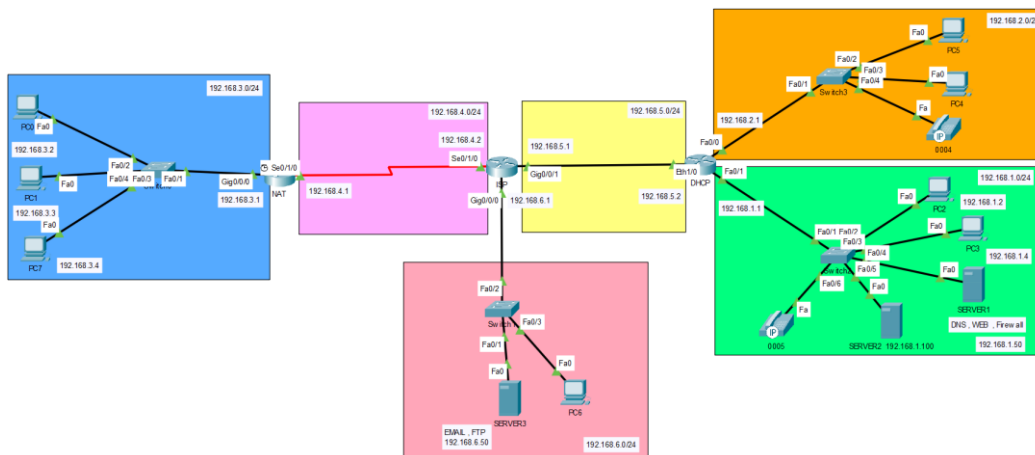 192.168.3.0/24
PC0
Fa0
192.168.3.2
PC1
Fa0
192.168.3.3
Fa0
PC7
192.168.3.4
Fa0/2
Fa0/4
Fa0/3
Fa0/1
Gig0/0/0
192.168.3.1
Se0/1/0
NAT
192.168.4.1
192.168.4.0/24
192.168.4.2
Se0/1/0
ISP
Gig0/0/0
192.168.6.1
192.168.5.0/24
192.168.5.1
Gig0/0/1
Eth1/0
192.168.5.2
DHCP
Fa0/0
Fa0/1
192.168.2.1
192.168.1.1
Fa0/1
Fa0/2
Fa0/3
Fa0/4
Switch3
Fa0
PC5
Fa0
PC4
Fa
IP
0004
192.168.1.0/24
192.168.1.2
Fa0
PC2
Fa0
PC3
192.168.1.4
Fa0/1
Fa0/2
Fa0/3
Fa0/4
Fa0/5
Fa0/6
Fa0
SERVER1
DNS , WEB , Firewall
192.168.1.50
Fa
IP
0005
Fa0
SERVER2
192.168.1.100
Fa0/2
Switch
Fa0/3
Fa0/1
Fa0
SERVER3
Fa0
PC6
EMAIL , FTP
192.168.6.50
192.168.6.0/24